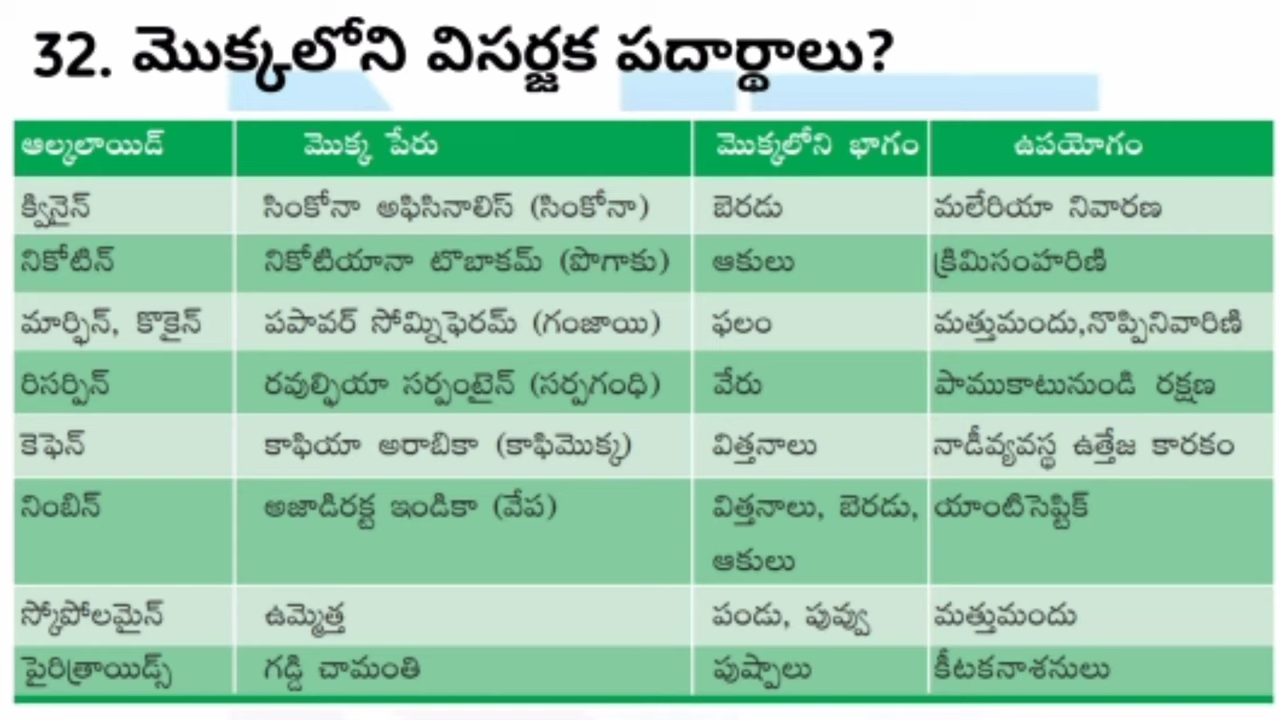 32. మొక్కలోని విసర్జక పదార్థాలు?
ఆల్కలాయిడ్ మొక్క పేరు మొక్కలోని భాగం ఉపయోగం
క్వినైన్ సింకోనా అఫిసినాలిస్ (సింకోనా) బెరడు మలేరియా నివారణ
నికోటిన్ నికోటియానా టొబాకమ్ (పొగాకు) ఆకులు క్రిమిసంహరిణి
మార్ఫిన్, కొకైన్ పపావర్ సోమ్నిఫెరమ్ (గంజాయి) ఫలం మత్తుమందు,నొప్పినివారిణి
రిసర్పిన్ రవుల్ఫియా సర్పంటైన్ (సర్పగంధి) వేరు పాముకాటునుండి రక్షణ
కెఫెన్ కాఫియా అరాబికా (కాఫిమొక్క) విత్తనాలు నాడీవ్యవస్థ ఉత్తేజ కారకం
నింబిన్ అజాడిరక్ట ఇండికా (వేప) విత్తనాలు, బెరడు, యాంటిసెప్టిక్
ఆకులు
స్కోపోలమైన్ ఉమ్మెత్త పండు, పువ్వు మత్తుమందు
పైరిత్రాయిడ్స్ గడ్డి చామంతి పుష్పాలు కీటకనాశనులు